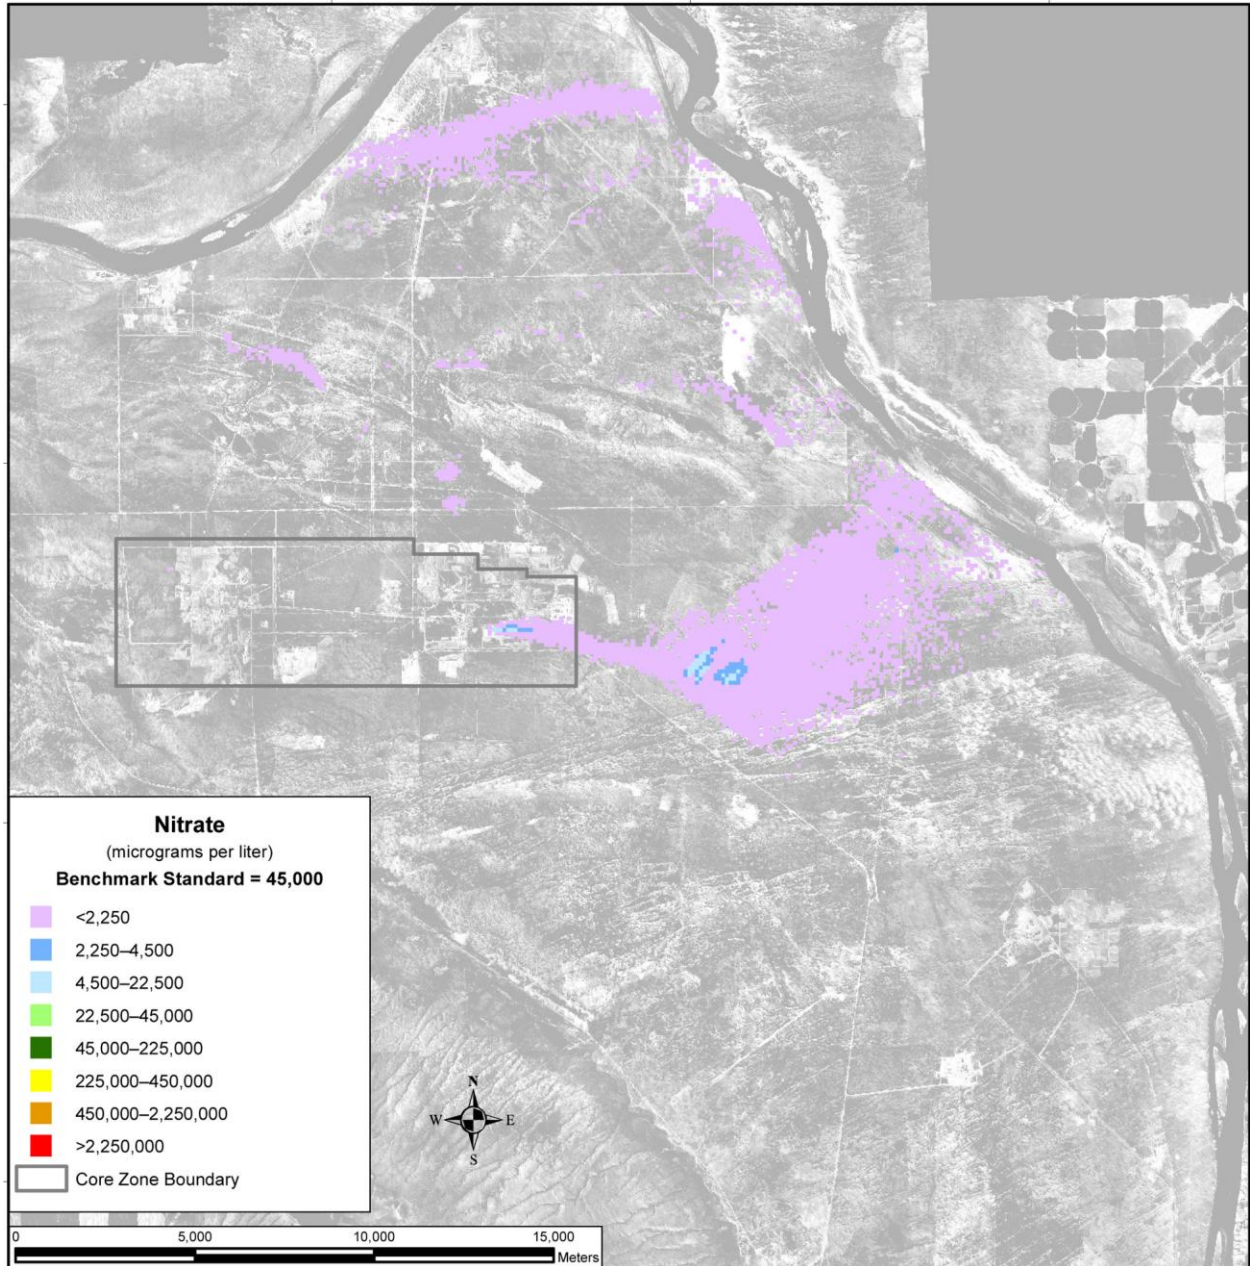 Nitrate
(micrograms per liter)
Benchmark Standard = 45,000
<2,250
2,250–4,500
4,500–22,500
22,500–45,000
45,000–225,000
225,000–450,000
450,000–2,250,000
>2,250,000
Core Zone Boundary
N
W E
S
0 5,000 10,000 15,000
Meters